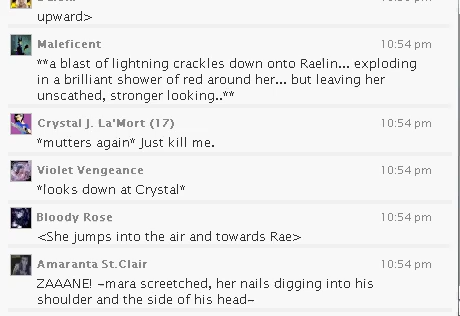 upward>
Maleficent 10:54 pm
**a blast of lightning crackles down onto Raelin... exploding
in a brilliant shower of red around her... but leaving her
unscathed, stronger looking..**
Crystal J. La'Mort (17) 10:54 pm
*mutters again* Just kill me.
Violet Vengeance 10:54 pm
*looks down at Crystal*
Bloody Rose 10:54 pm
<She jumps into the air and towards Rae>
Amaranta St.Clair 10:54 pm
ZAAANE! ~mara screetched, her nails digging into his
shoulder and the side of his head~